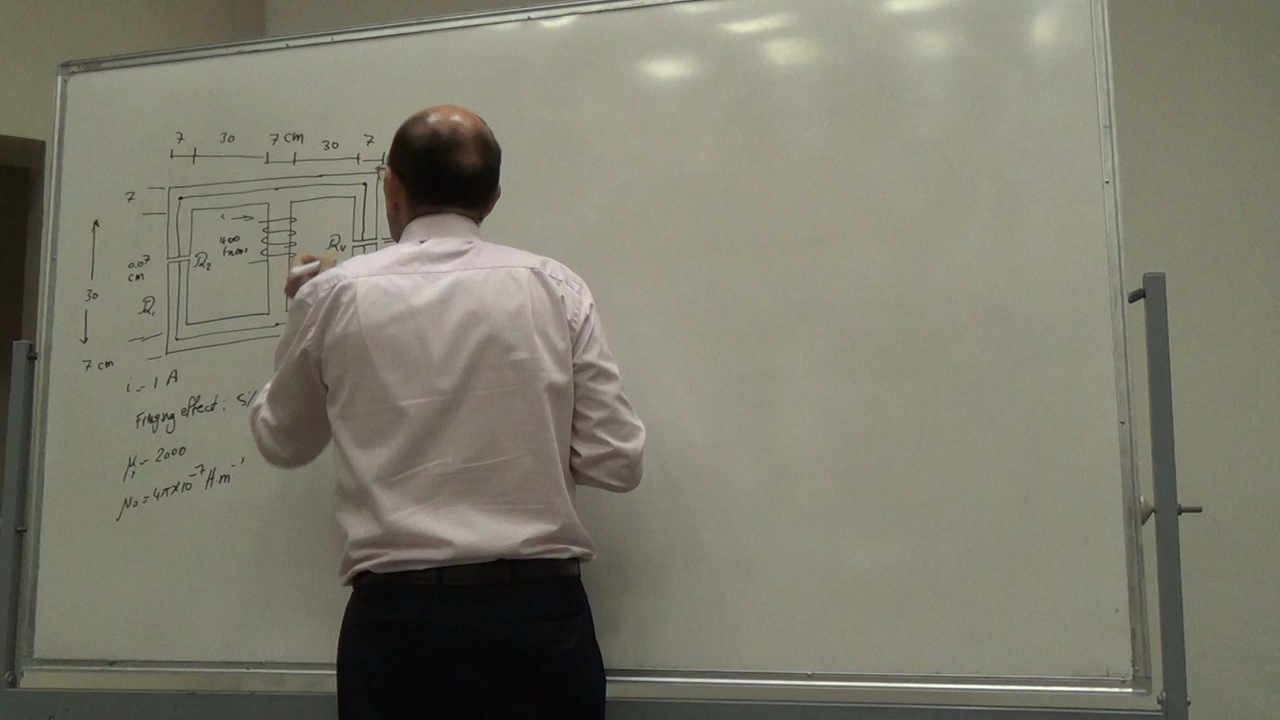 7 30 7 cm 30 7
7
i →
400
turns
R₂ R₄
0.07
cm
30
R₁
7 cm
i = 1 A
Fringing effect: 5%
μᵣ = 2000
μ₀ = 4π×10⁻⁷ H.m⁻¹